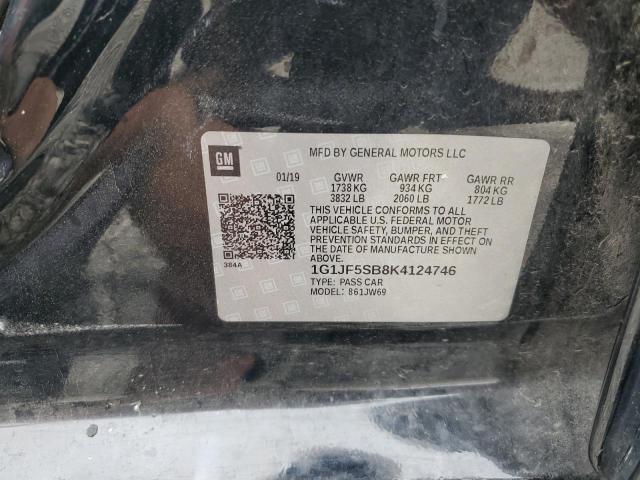 GM
MFD BY GENERAL MOTORS LLC
01/19 GVWR GAWR FRT GAWR RR
1738 KG 934 KG 804 KG
3832 LB 2060 LB 1772 LB
THIS VEHICLE CONFORMS TO ALL
APPLICABLE U.S. FEDERAL MOTOR
VEHICLE SAFETY, BUMPER, AND THEFT
PREVENTION STANDARDS IN EFFECT ON
THE DATE OF MANUFACTURE SHOWN
ABOVE.
384A
1G1JF5SB8K4124746
TYPE: PASS CAR
MODEL: 861JW69